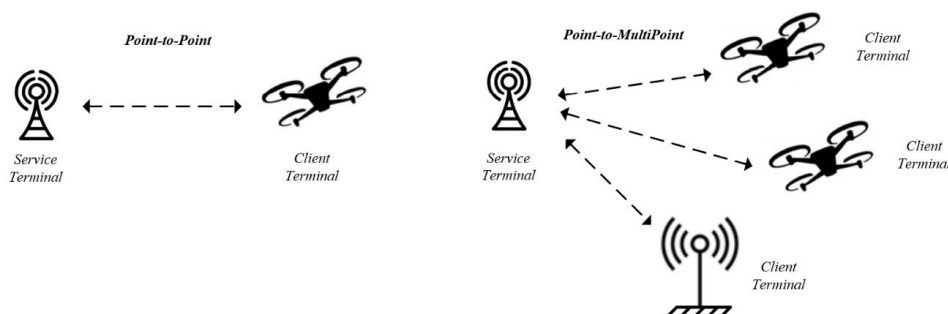 Point-to-Point
Service
Terminal
Client
Terminal
Point-to-MultiPoint
Service
Terminal
Client
Terminal
Client
Terminal
Client
Terminal